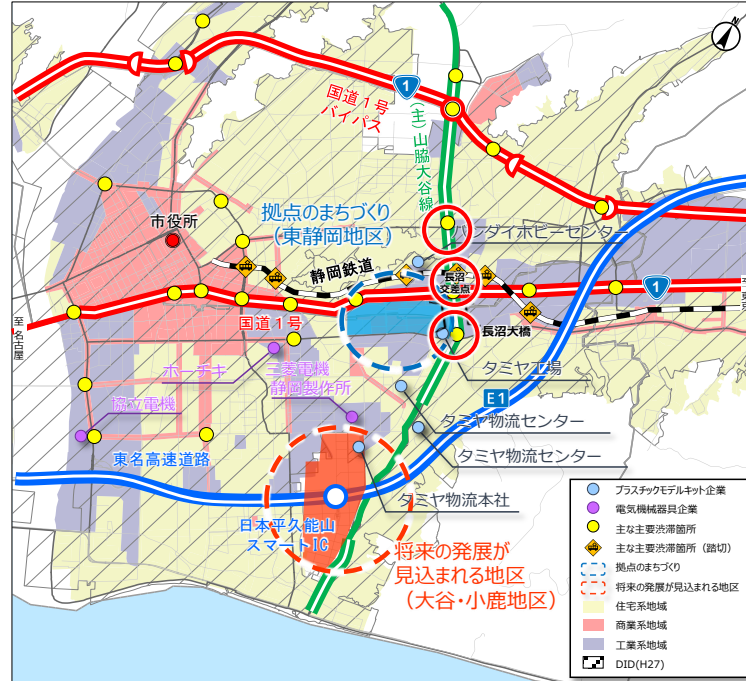 1
国道1号
バイパス
(主)山脇大谷線
市役所
拠点のまちづくり
(東静岡地区)
バンダイホビーセンター
静岡鉄道
長沼
交差点
1
至 東京
国道1号
至 名古屋
長沼大橋
ホーチキ
三菱電機
静岡製作所
タミヤ工場
E1
協立電機
タミヤ物流センター
タミヤ物流センター
東名高速道路
タミヤ物流本社
日本平久能山
スマートIC
将来の発展が
見込まれる地区
(大谷・小鹿地区)
プラスチックモデルキット企業
電気機械器具企業
主な主要渋滞箇所
主な主要渋滞箇所(踏切)
拠点のまちづくり
将来の発展が見込まれる地区
住宅系地域
商業系地域
工業系地域
DID(H27)